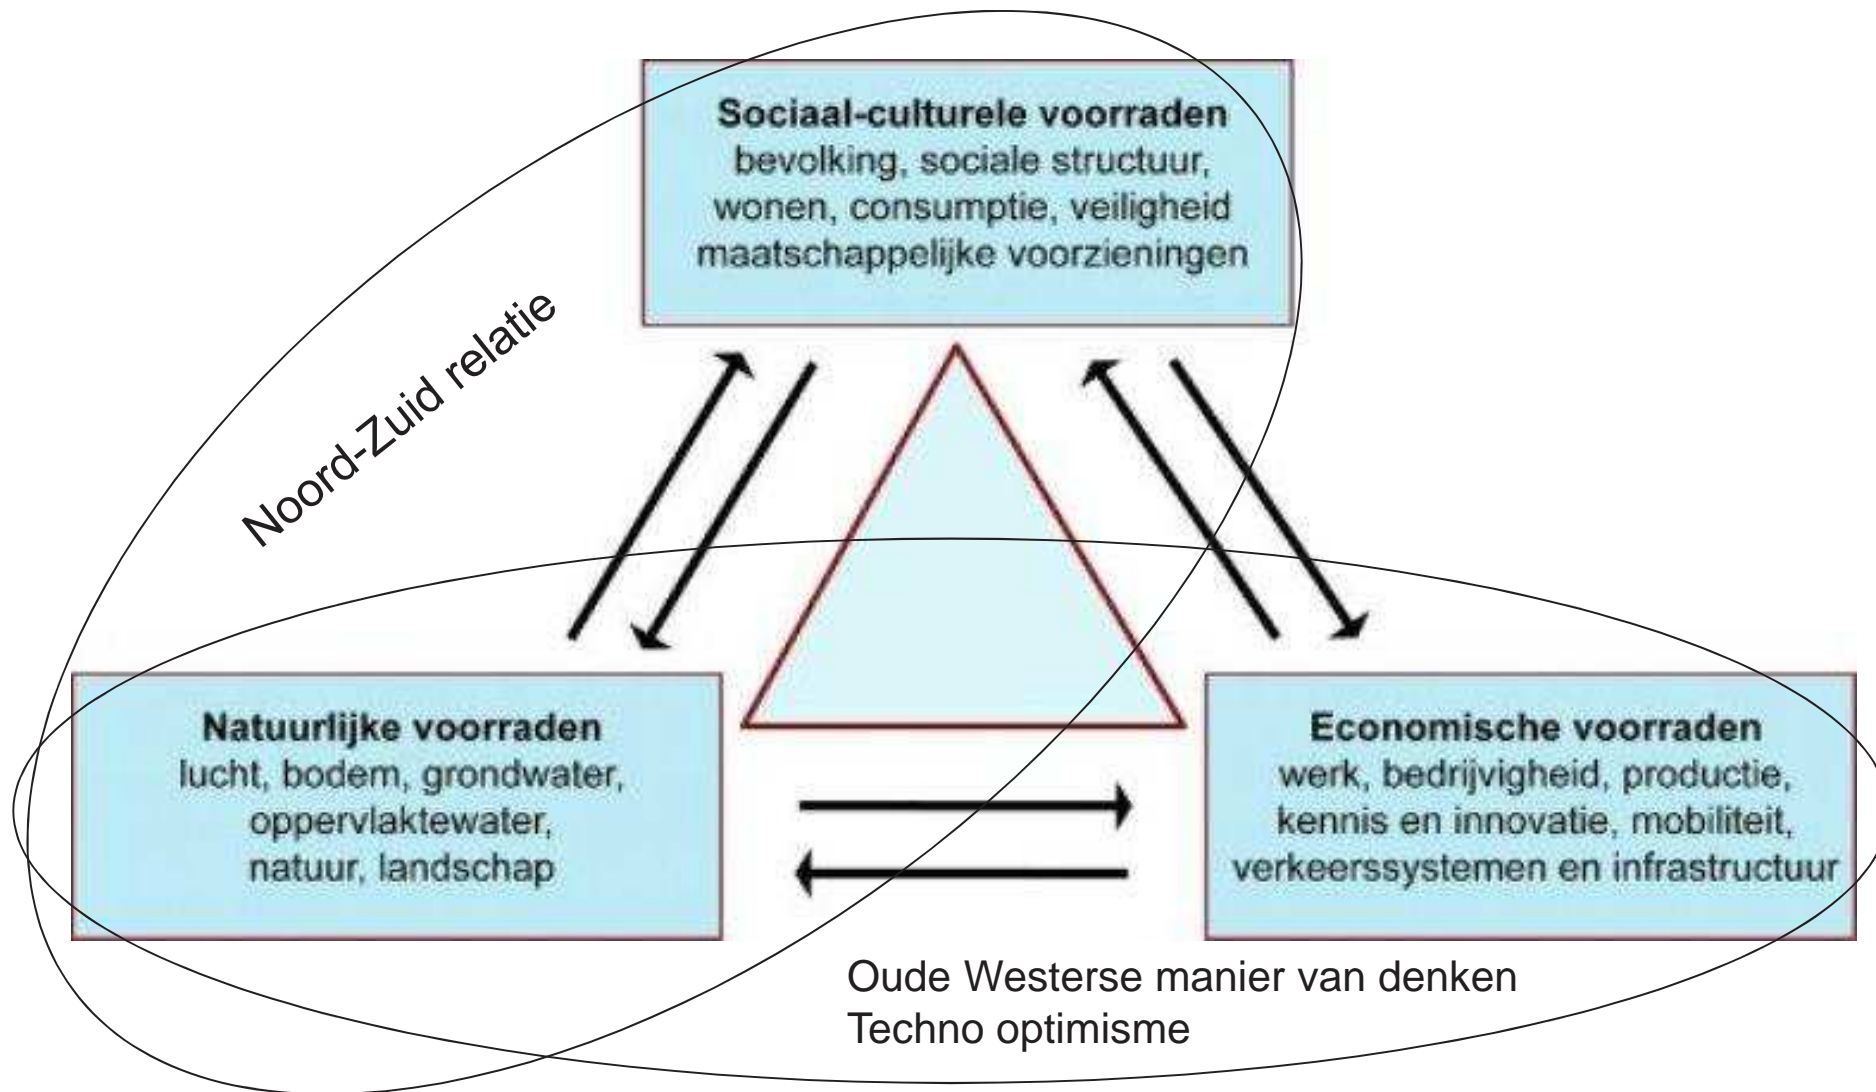 Sociaal-culturele voorraden
bevolking, sociale structuur,
wonen, consumptie, veiligheid
maatschappelijke voorzieningen
Noord-Zuid relatie
Natuurlijke voorraden
lucht, bodem, grondwater,
oppervlaktewater,
natuur, landschap
Economische voorraden
werk, bedrijvigheid, productie,
kennis en innovatie, mobiliteit,
verkeerssystemen en infrastructuur
Oude Westerse manier van denken
Techno optimisme